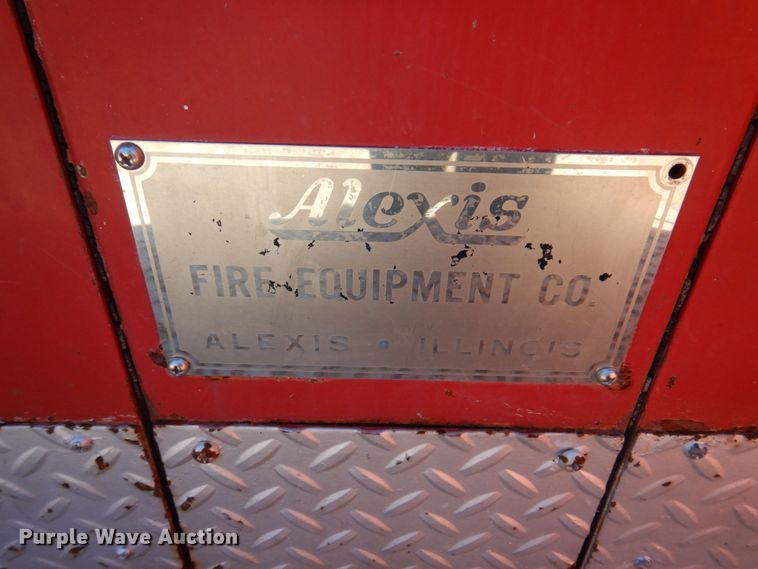 Alexis
FIRE EQUIPMENT CO.
ALEXIS • ILLINOIS
Purple Wave Auction